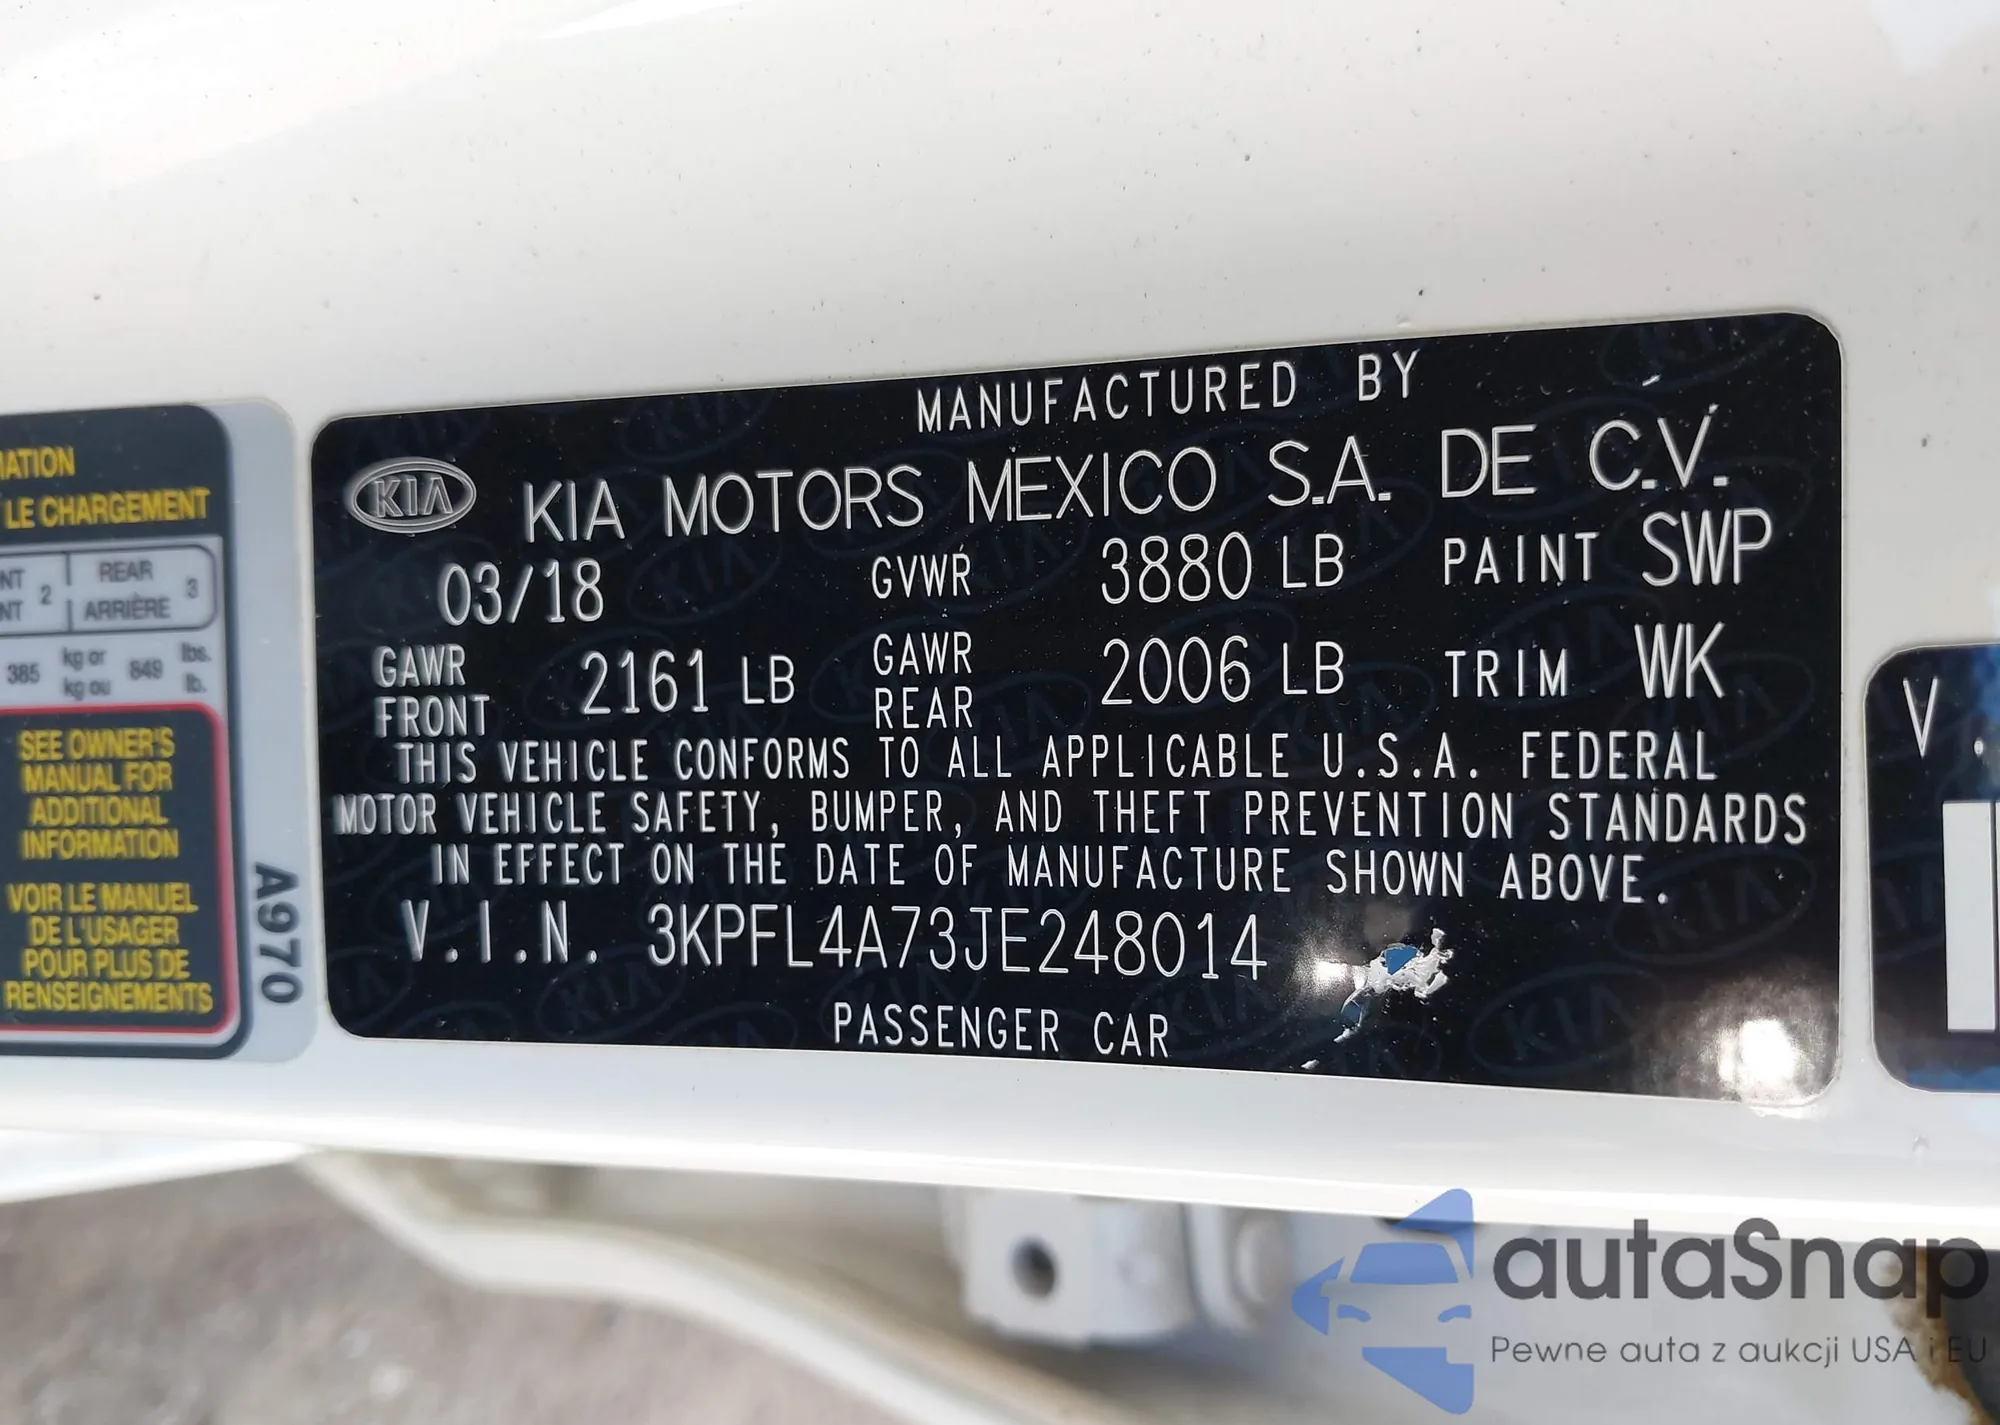 MANUFACTURED BY
KIA KIA MOTORS MEXICO S.A. DE C.V.
03/18 GVWR 3880 LB PAINT SWP
GAWR FRONT 2161 LB GAWR REAR 2006 LB TRIM WK
THIS VEHICLE CONFORMS TO ALL APPLICABLE U.S.A. FEDERAL
MOTOR VEHICLE SAFETY, BUMPER, AND THEFT PREVENTION STANDARDS
IN EFFECT ON THE DATE OF MANUFACTURE SHOWN ABOVE.
V.I.N. 3KPFL4A73JE248014
PASSENGER CAR
LE CHARGEMENT
2 REAR 3
ARRIÈRE
385 kg or 849 lbs.
kg ou lb.
SEE OWNER'S
MANUAL FOR
ADDITIONAL
INFORMATION
VOIR LE MANUEL
DE L'USAGER
POUR PLUS DE
RENSEIGNEMENTS
A970
V.
autaSnap
Pewne auta z aukcji USA i EU